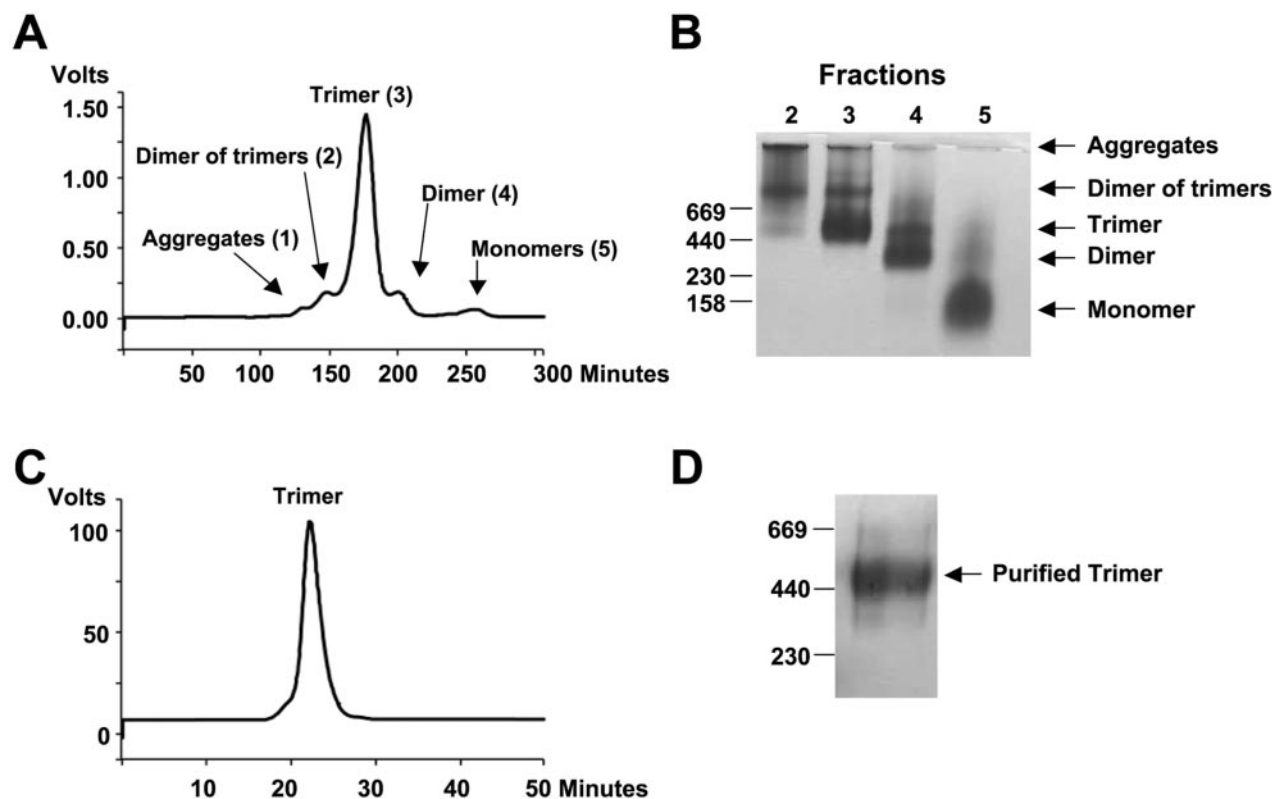 A
Volts
1.50
1.00
0.50
0.00
Trimer (3)
Dimer of trimers (2)
Dimer (4)
Aggregates (1)
Monomers (5)
50 100 150 200 250 300 Minutes
B
Fractions
2 3 4 5
669
440
230
158
Aggregates
Dimer of trimers
Trimer
Dimer
Monomer
C
Volts
100
50
0
Trimer
10 20 30 40 50 Minutes
D
669
440
230
Purified Trimer